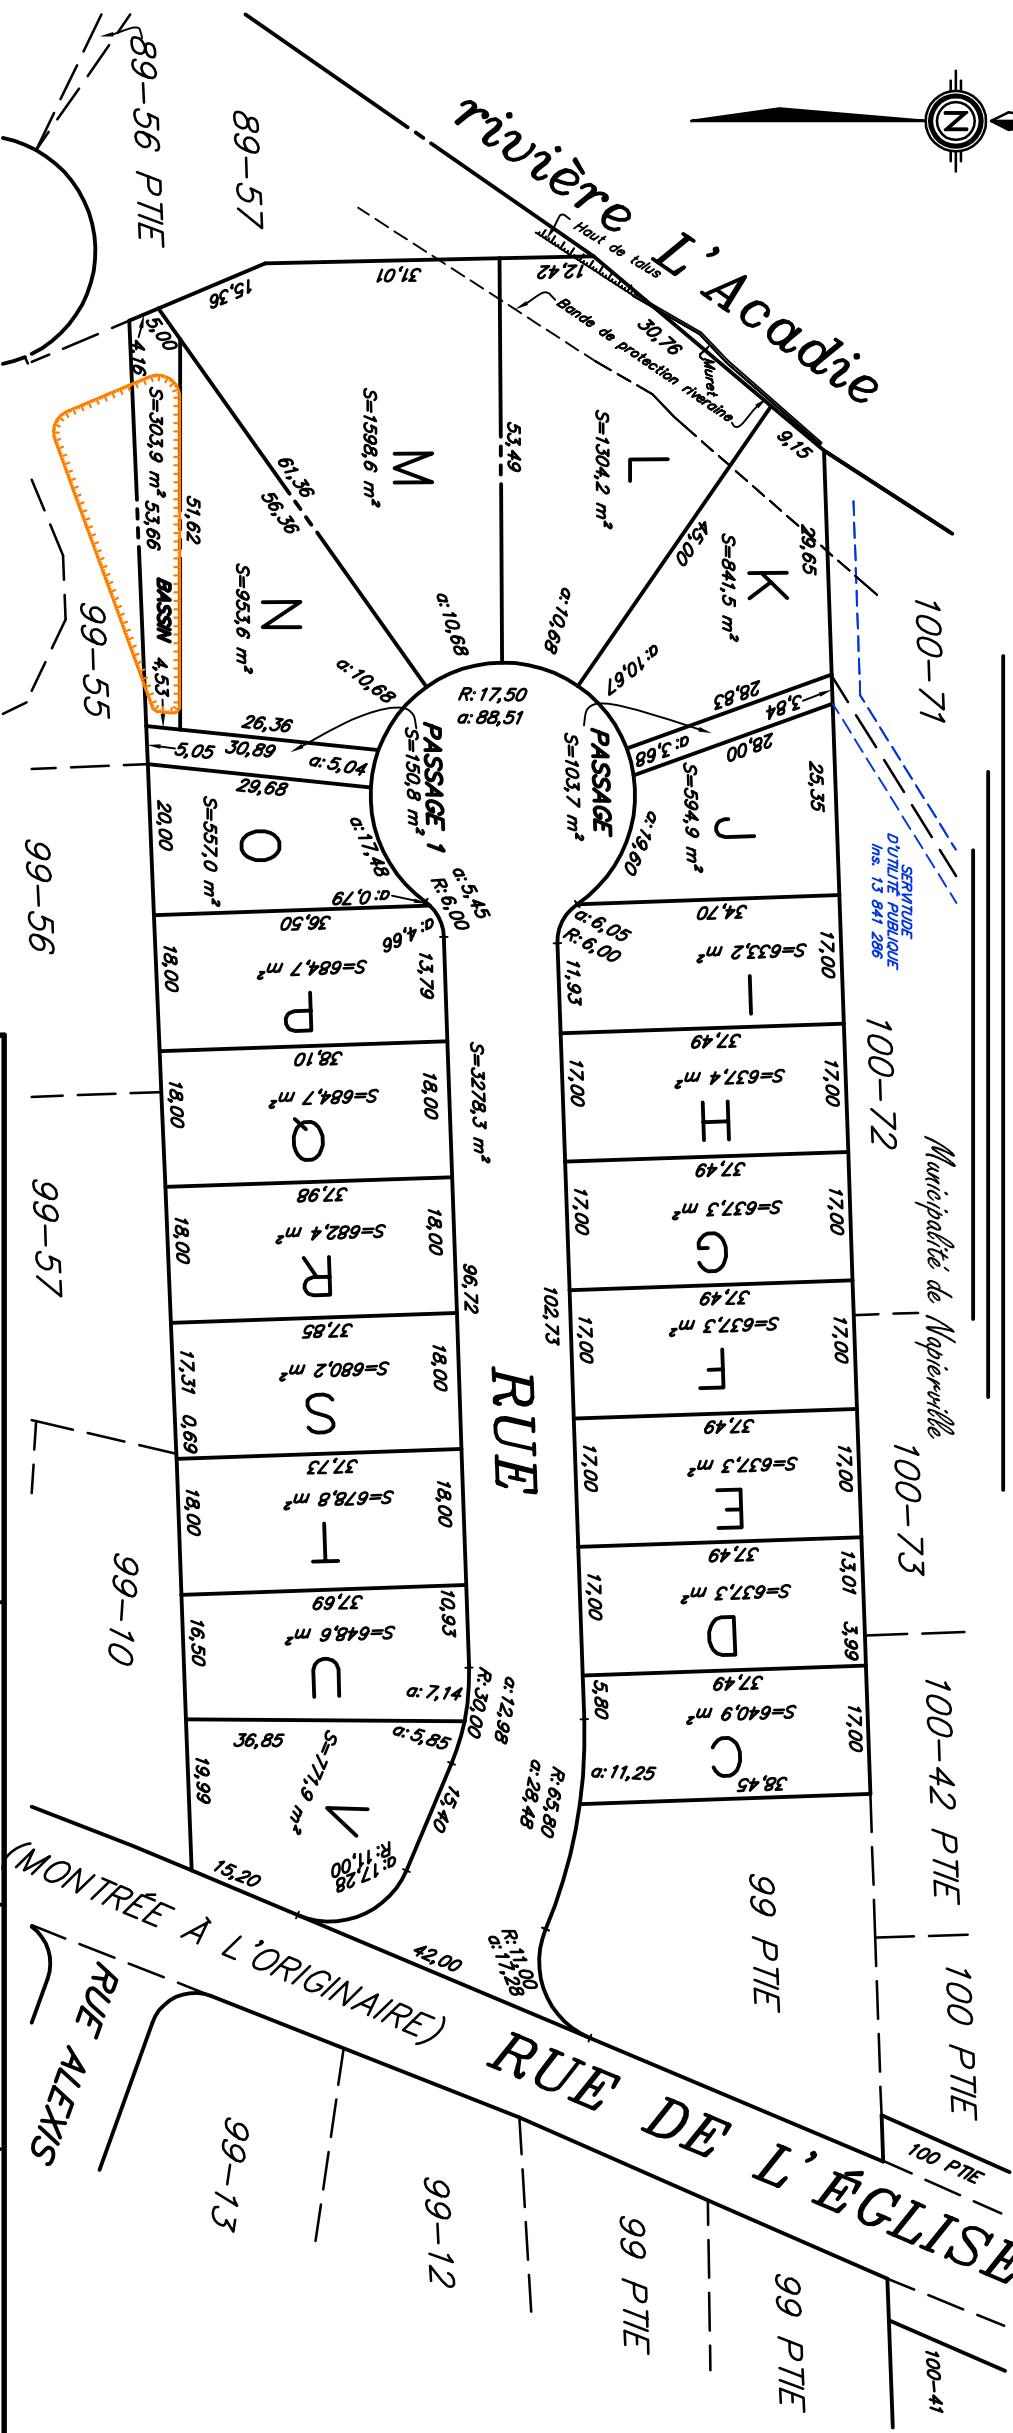 N
rivière L'Acadie
Haut de talus
Bande de protection riveraine
Muret
89-56 PTIE
89-57
12,42
31,01
15,36
5,00
4,16
30,76
9,15
29,65
L
S=1304,2 m²
53,49
M
S=1598,6 m²
61,36
56,36
K
S=841,5 m²
45,00
N
S=953,6 m²
51,62
S=303,9 m² 53,66 BASSIN 4,53
a:10,68
a:10,68
a:10,68
a:10,67
R:17,50
a:88,51
PASSAGE 1
S=150,8 m²
PASSAGE
S=103,7 m²
26,36
30,89
5,05
a:5,04
29,68
28,83
3,84
28,00
a:3,68
J
S=594,9 m²
25,35
a:19,60
O
S=557,0 m²
20,00
a:17,48
a:0,79
a:5,45
R:6,00
a:4,66
a:6,05
R:6,00
SERVITUDE
D'UTILITÉ PUBLIQUE
Ins. 13 841 286
100-71
100-72
Municipalité de Napierville
100-73
100-42 PTIE
100 PTIE
34,70
I
S=633,2 m²
17,00
11,93
37,49
H
S=637,4 m²
17,00
17,00
37,49
G
S=637,3 m²
17,00
17,00
37,49
F
S=637,3 m²
17,00
17,00
37,49
E
S=637,3 m²
17,00
17,00
37,49
D
S=637,3 m²
13,01
3,99
17,00
37,49
C
S=640,9 m²
17,00
5,80
a:11,25
38,45
S=3278,3 m²
96,72
102,73
RUE
36,50
P
S=684,7 m²
13,79
18,00
38,10
Q
S=684,7 m²
18,00
18,00
37,98
R
S=682,4 m²
18,00
18,00
37,85
S
S=680,2 m²
18,00
17,31
0,69
37,73
T
S=678,8 m²
18,00
18,00
37,69
U
S=648,6 m²
10,93
16,50
a:7,14
36,85
V
S=771,9 m²
a:5,85
R:30,00
a:12,98
R:65,80
a:28,48
15,40
19,99
a:17,28
R:11,00
15,20
42,00
R:11,00
a:17,28
99-55
99-56
99-57
99-10
99 PTIE
(MONTRÉE À L'ORIGINAIRE)
RUE DE L'ÉGLISE
RUE ALEXIS
99-13
99-12
99 PTIE
99 PTIE
100 PTIE
100-41